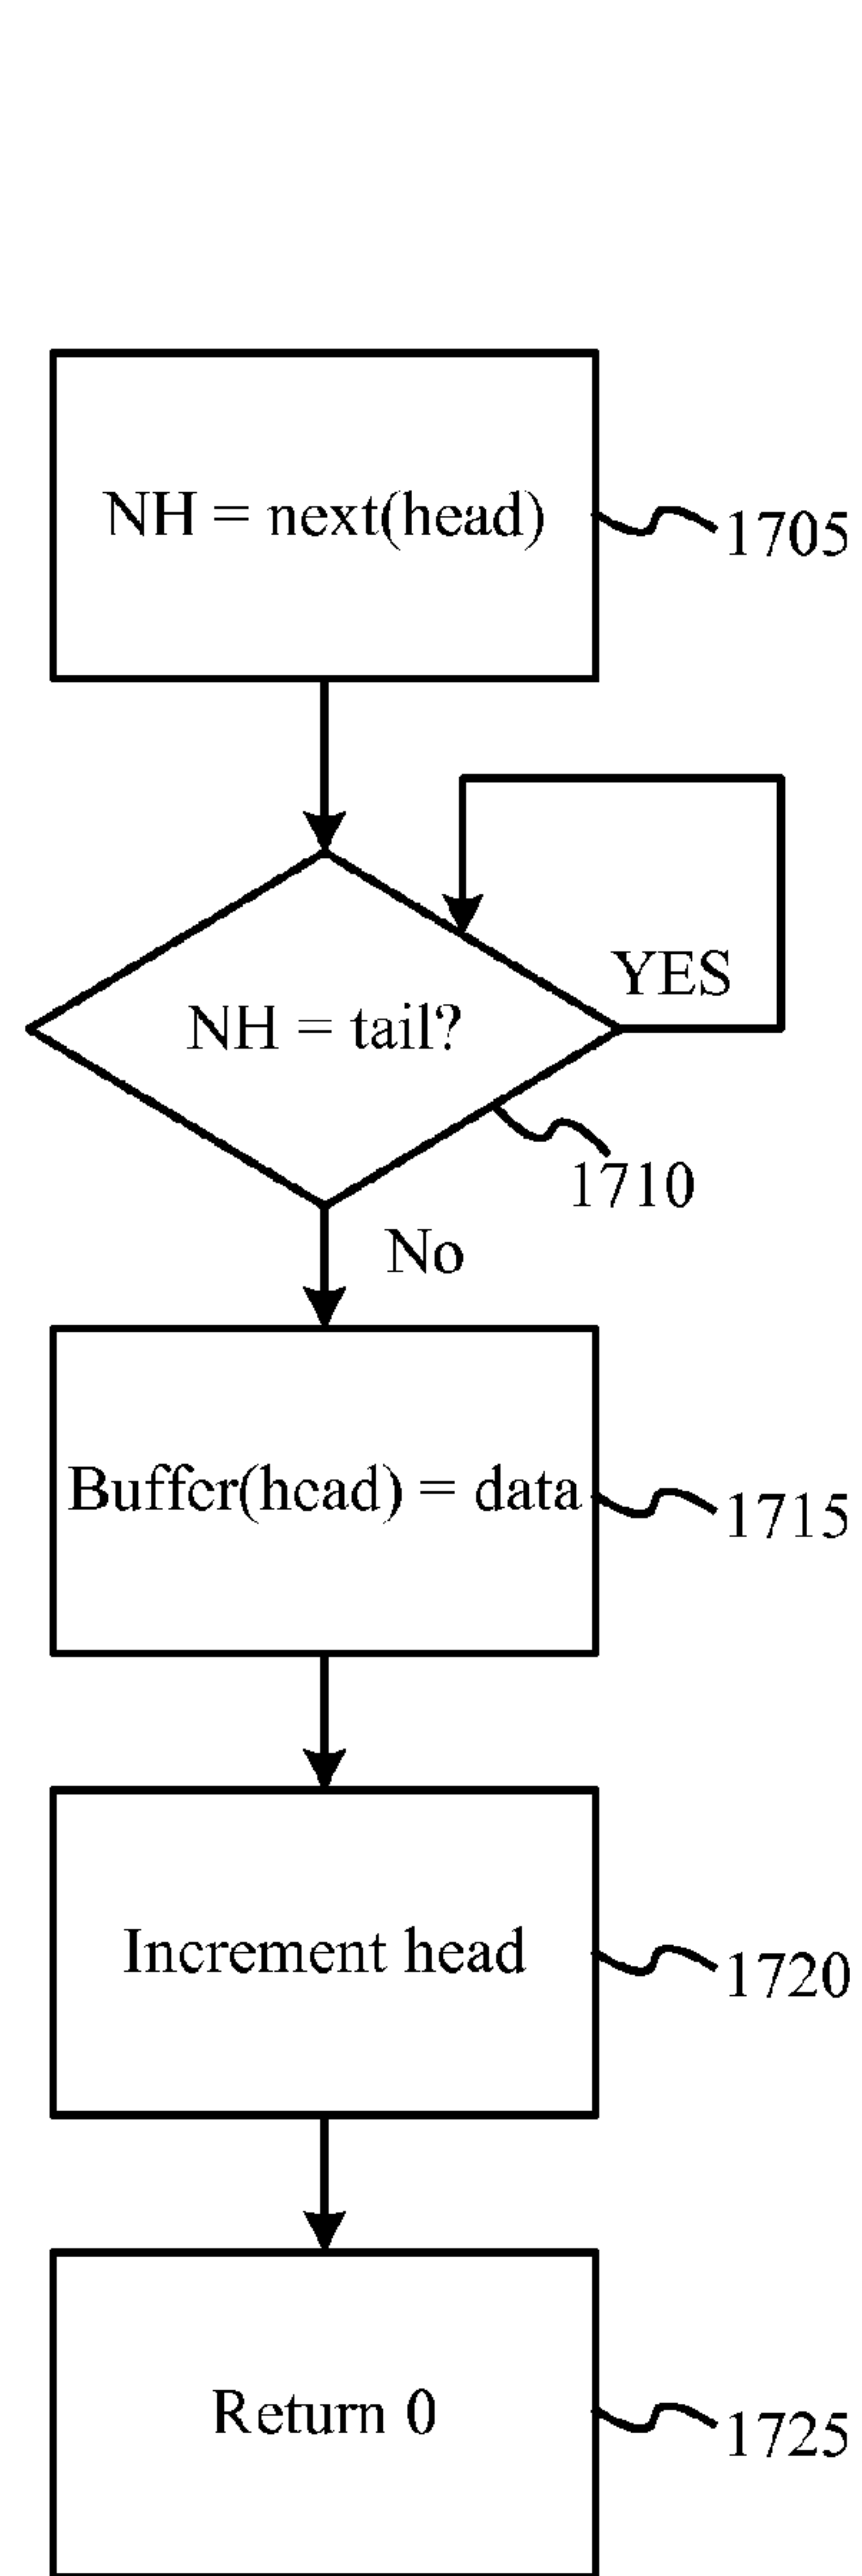 NH = next(head)
1705
YES
NH = tail?
1710
No
Buffer(head) = data
1715
Increment head
1720
Return 0
1725